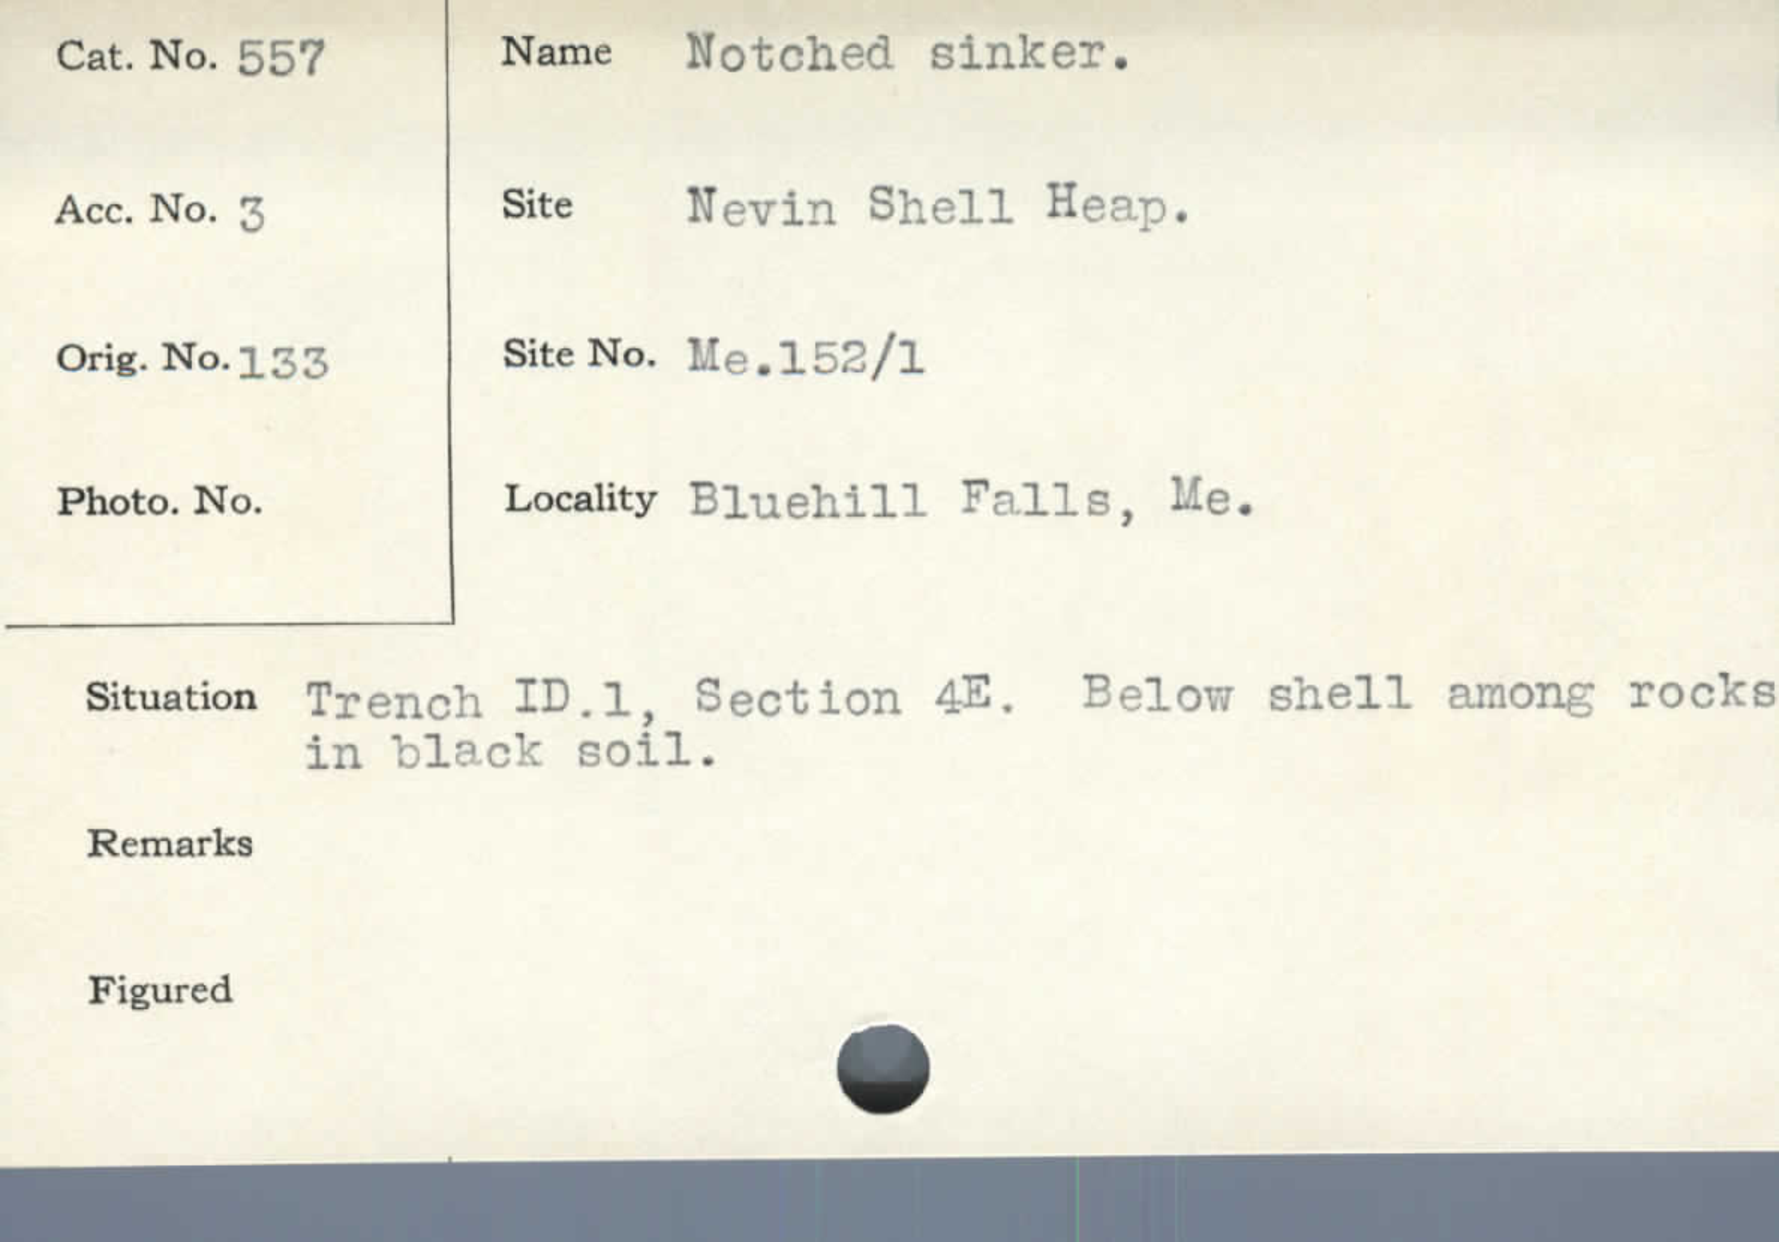 Cat. No. 557
Name Notched sinker.
Acc. No. 3
Site Nevin Shell Heap.
Orig. No. 133
Site No. Me.152/1
Photo. No.
Locality Bluehill Falls, Me.
Situation Trench ID.1, Section 4E. Below shell among rocks
in black soil.
Remarks
Figured